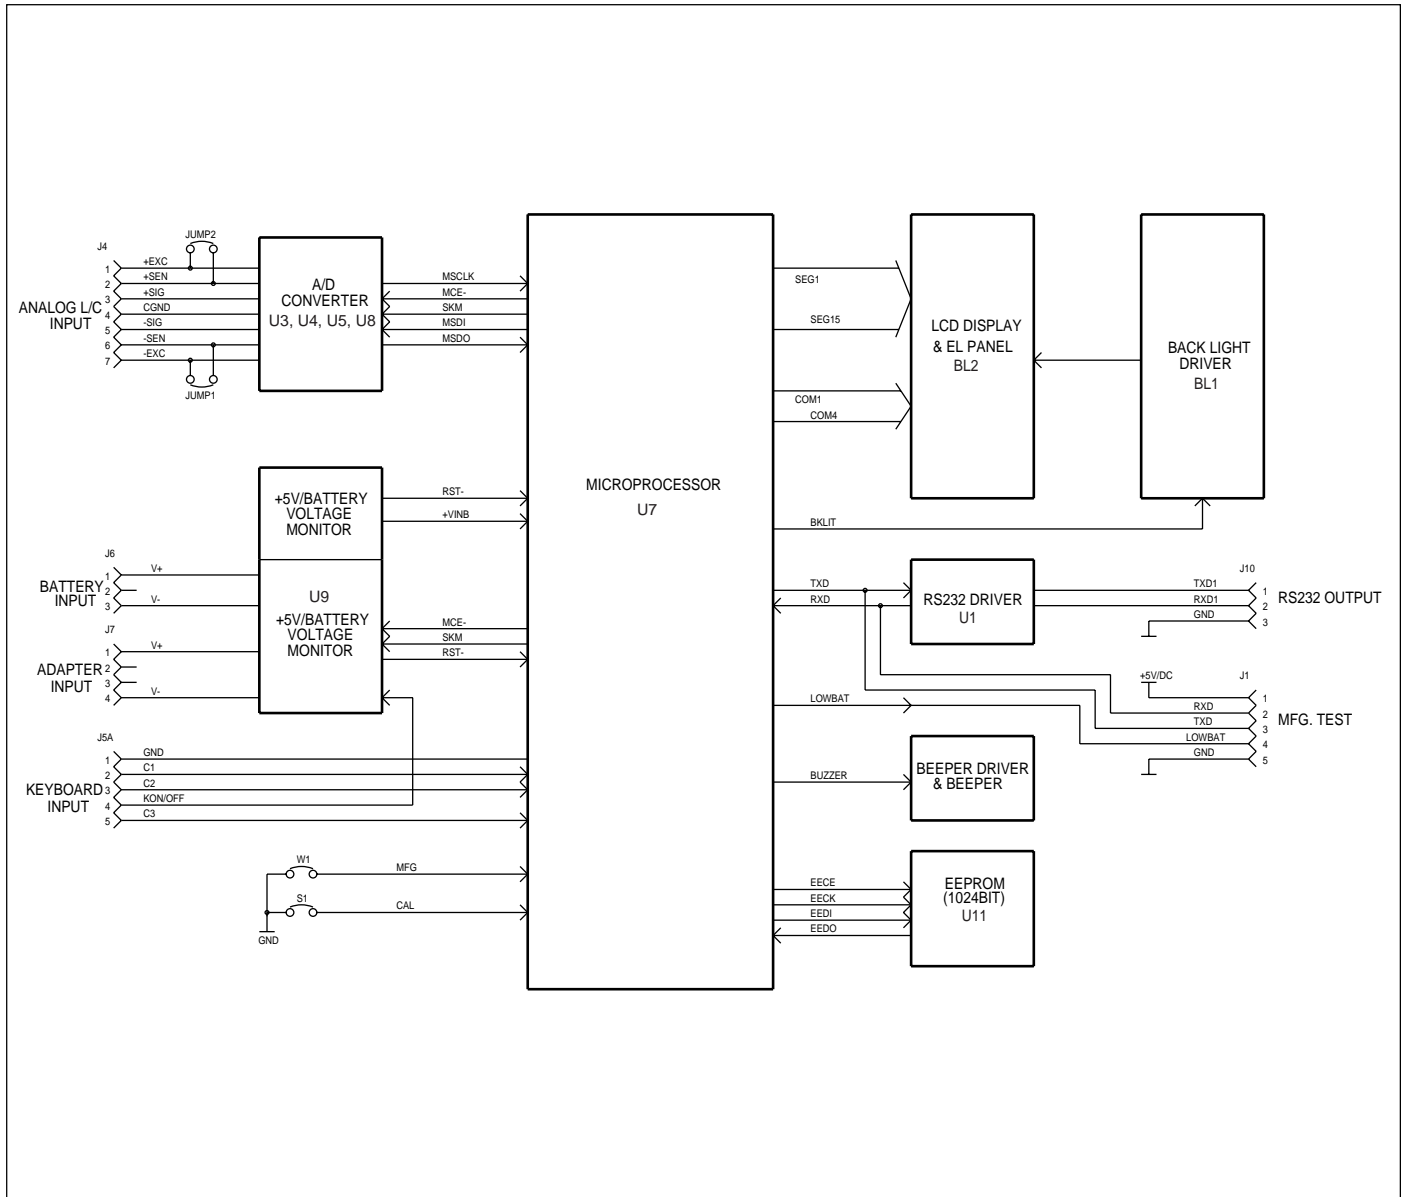 J4
JUMP2
1 +EXC
2 +SEN
3 +SIG
4 CGND
5 -SIG
6 -SEN
7 -EXC
ANALOG L/C
INPUT
JUMP1
A/D
CONVERTER
U3, U4, U5, U8
MSCLK
MCE-
SKM
MSDI
MSDO
+5V/BATTERY
VOLTAGE
MONITOR
RST-
+VINB
J6
1 V+
2
3 V-
BATTERY
INPUT
J7
1 V+
2
3
4 V-
ADAPTER
INPUT
U9
+5V/BATTERY
VOLTAGE
MONITOR
MCE-
SKM
RST-
J5A
1 GND
2 C1
3 C2
4 KON/OFF
5 C3
KEYBOARD
INPUT
W1
MFG
S1
CAL
GND
MICROPROCESSOR
U7
SEG1
SEG15
COM1
COM4
LCD DISPLAY
& EL PANEL
BL2
BACK LIGHT
DRIVER
BL1
BKLIT
TXD
RXD
RS232 DRIVER
U1
J10
TXD1 1
RXD1 2
GND 3
RS232 OUTPUT
LOWBAT
+5V/DC
J1
1
RXD 2
TXD 3
LOWBAT 4
GND 5
MFG. TEST
BUZZER
BEEPER DRIVER
& BEEPER
EECE
EECK
EEDI
EEDO
EEPROM
(1024BIT)
U11